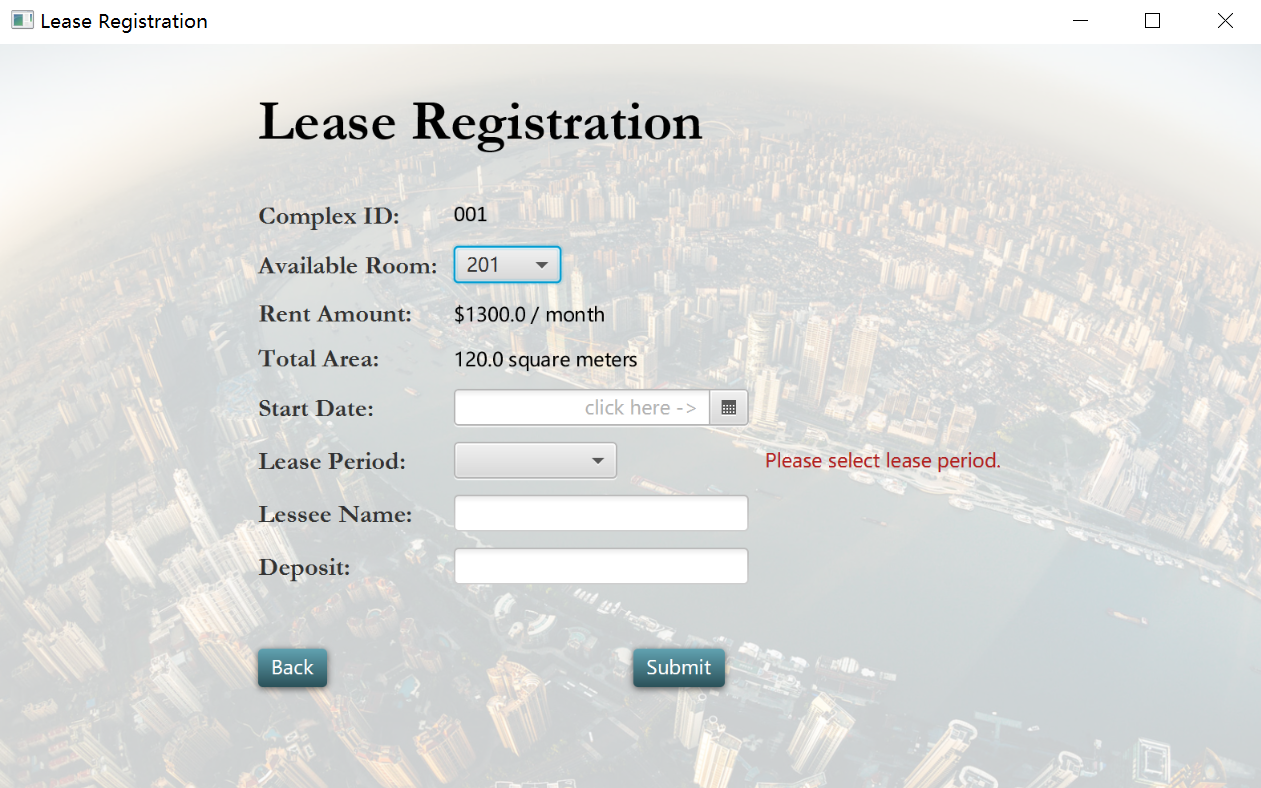 Lease Registration
Lease Registration
Complex ID: 001
Available Room: 201
Rent Amount: $1300.0 / month
Total Area: 120.0 square meters
Start Date: click here ->
Lease Period: Please select lease period.
Lessee Name:
Deposit:
Back Submit